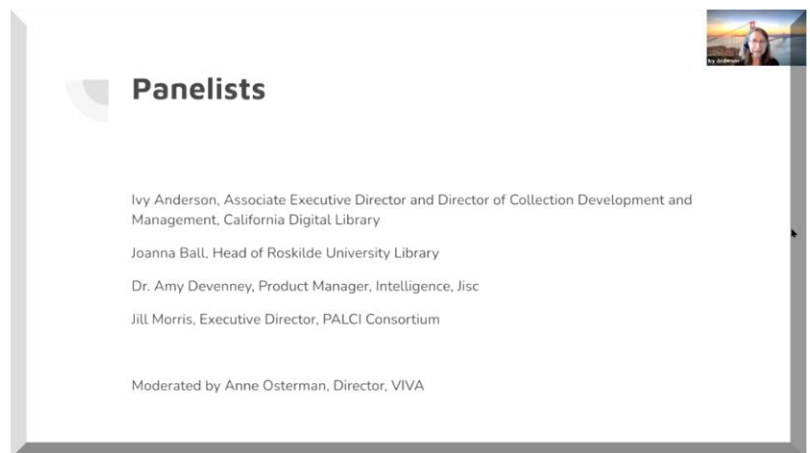 Ivy Anderson
Panelists
Ivy Anderson, Associate Executive Director and Director of Collection Development and
Management, California Digital Library
Joanna Ball, Head of Roskilde University Library
Dr. Amy Devenney, Product Manager, Intelligence, Jisc
Jill Morris, Executive Director, PALCI Consortium
Moderated by Anne Osterman, Director, VIVA